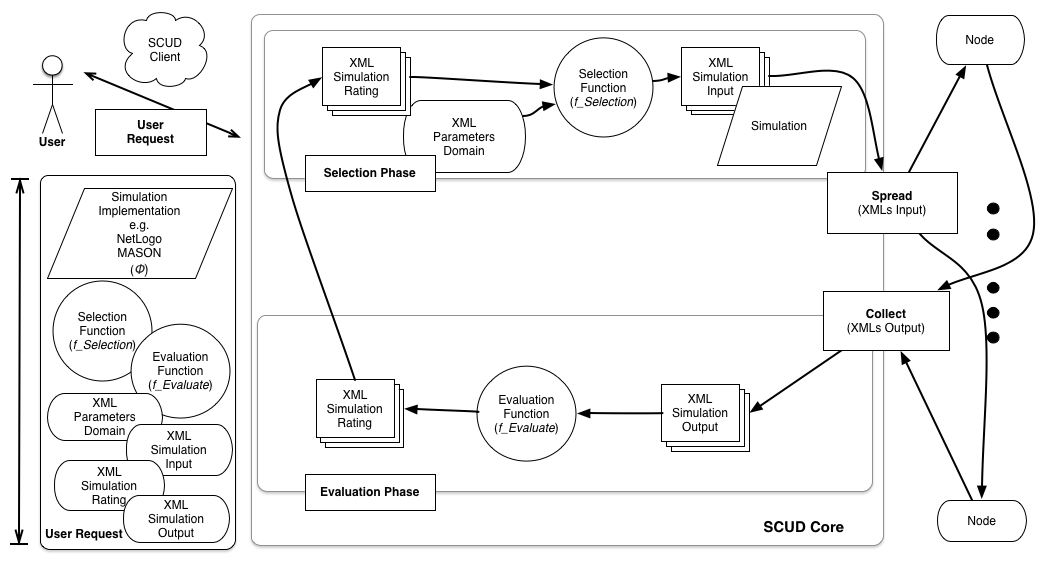 SCUD
Client
User
User
Request
Simulation
Implementation
e.g.
NetLogo
MASON
(Φ)
Selection
Function
(f_Selection)
Evaluation
Function
(f_Evaluate)
XML
Parameters
Domain
XML
Simulation
Input
XML
Simulation
Rating
XML
Simulation
Output
User Request
XML
Simulation
Rating
XML
Parameters
Domain
Selection
Function
(f_Selection)
XML
Simulation
Input
Simulation
Selection Phase
Spread
(XMLs Input)
Node
Collect
(XMLs Output)
XML
Simulation
Rating
Evaluation
Function
(f_Evaluate)
XML
Simulation
Output
Evaluation Phase
SCUD Core
Node